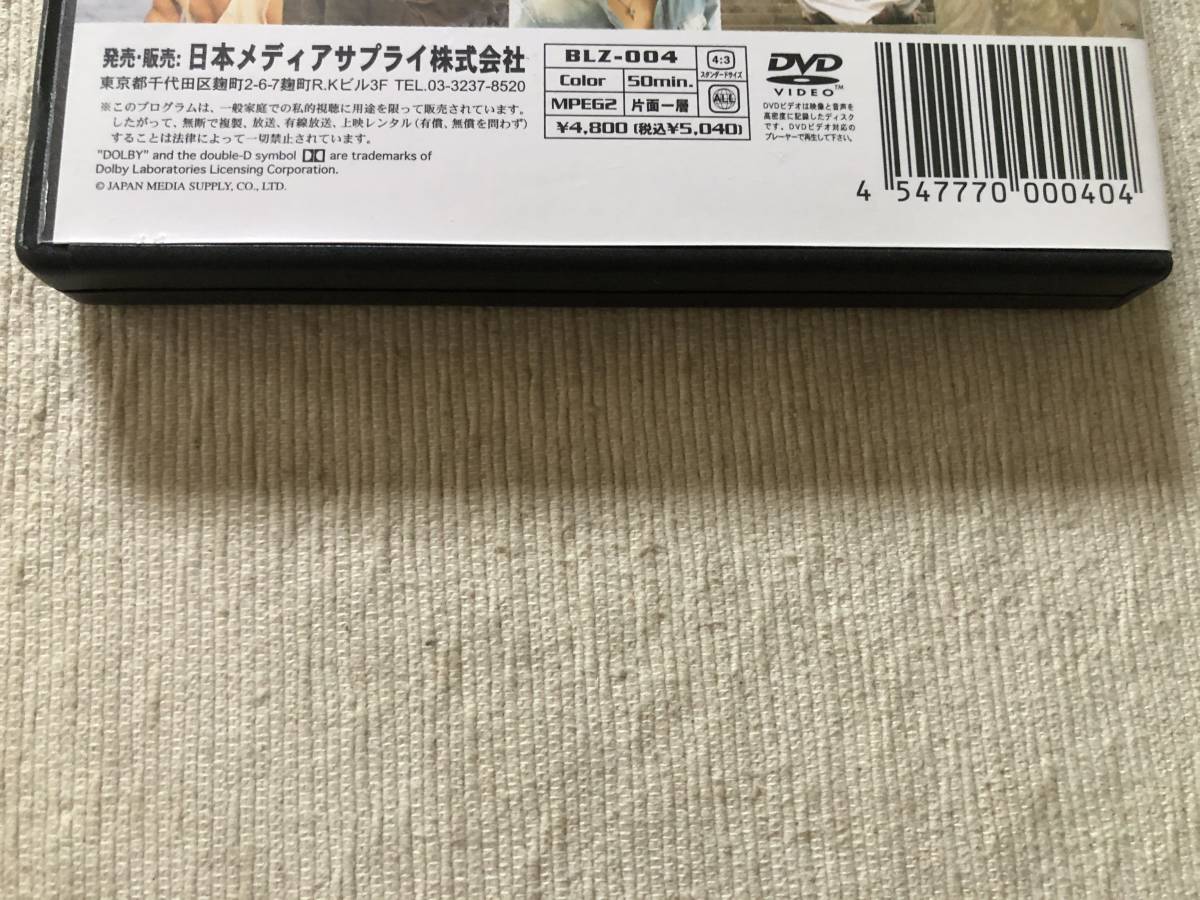 発売・販売: 日本メディアサプライ株式会社
東京都千代田区麹町2-6-7麹町R.Kビル3F TEL.03-3237-8520
※このプログラムは、一般家庭での私的視聴に用途を限って販売されています。
したがって、無断で複製、放送、有線放送、上映レンタル(有償、無償を問わず)
することは法律によって一切禁止されています。
"DOLBY" and the double-D symbol are trademarks of
Dolby Laboratories Licensing Corporation.
© JAPAN MEDIA SUPPLY, CO., LTD.
BLZ-004
Color 50min.
MPEG2 片面一層
¥4,800 (税込¥5,040)
4:3
スタンダードサイズ
ALL
DVD
VIDEO™
DVDビデオは映像と音声を
高密度に記録したディスク
です。DVDビデオ対応の
プレーヤーで再生して下さい。
4 547770 000404